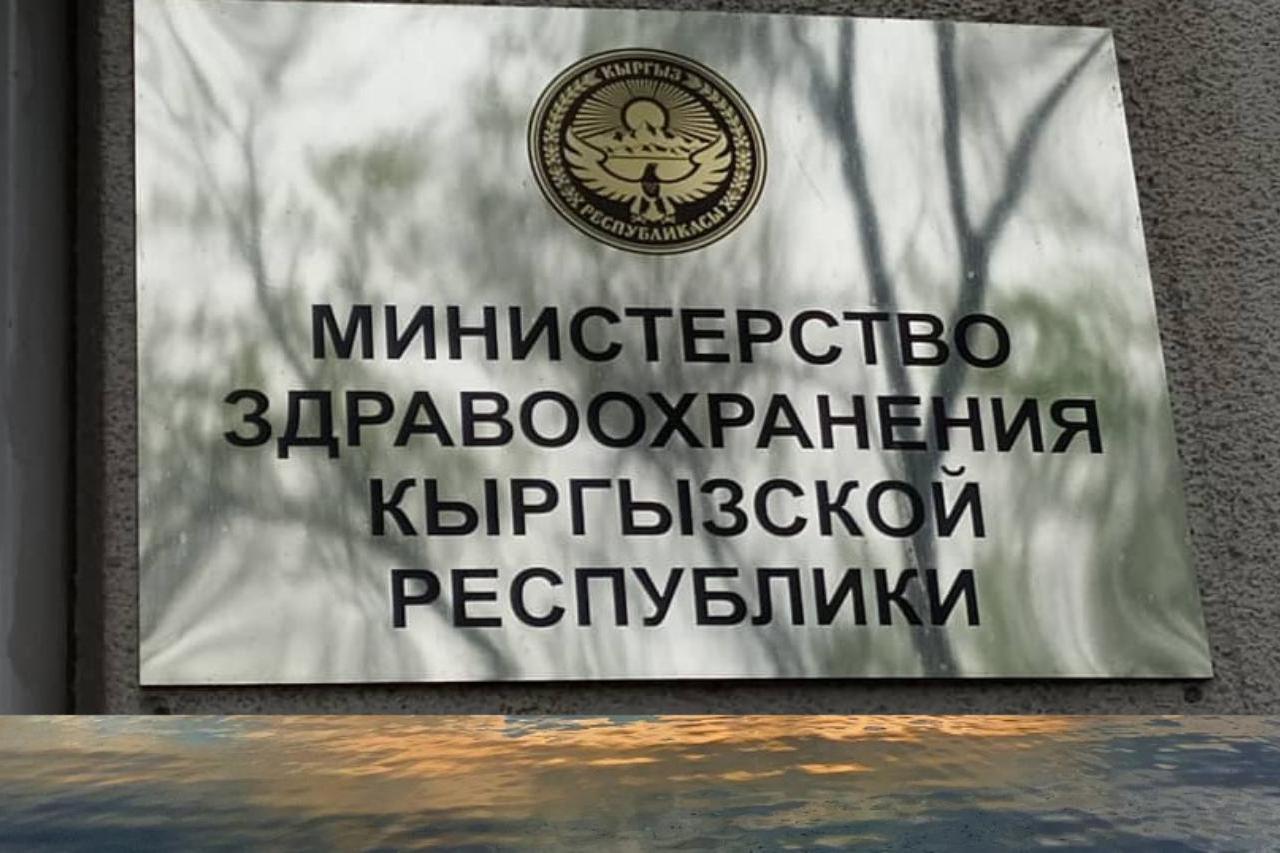 КЫРГЫЗ
РЕСПУБЛИКАСЫ
МИНИСТЕРСТВО
ЗДРАВООХРАНЕНИЯ
КЫРГЫЗСКОЙ
РЕСПУБЛИКИ